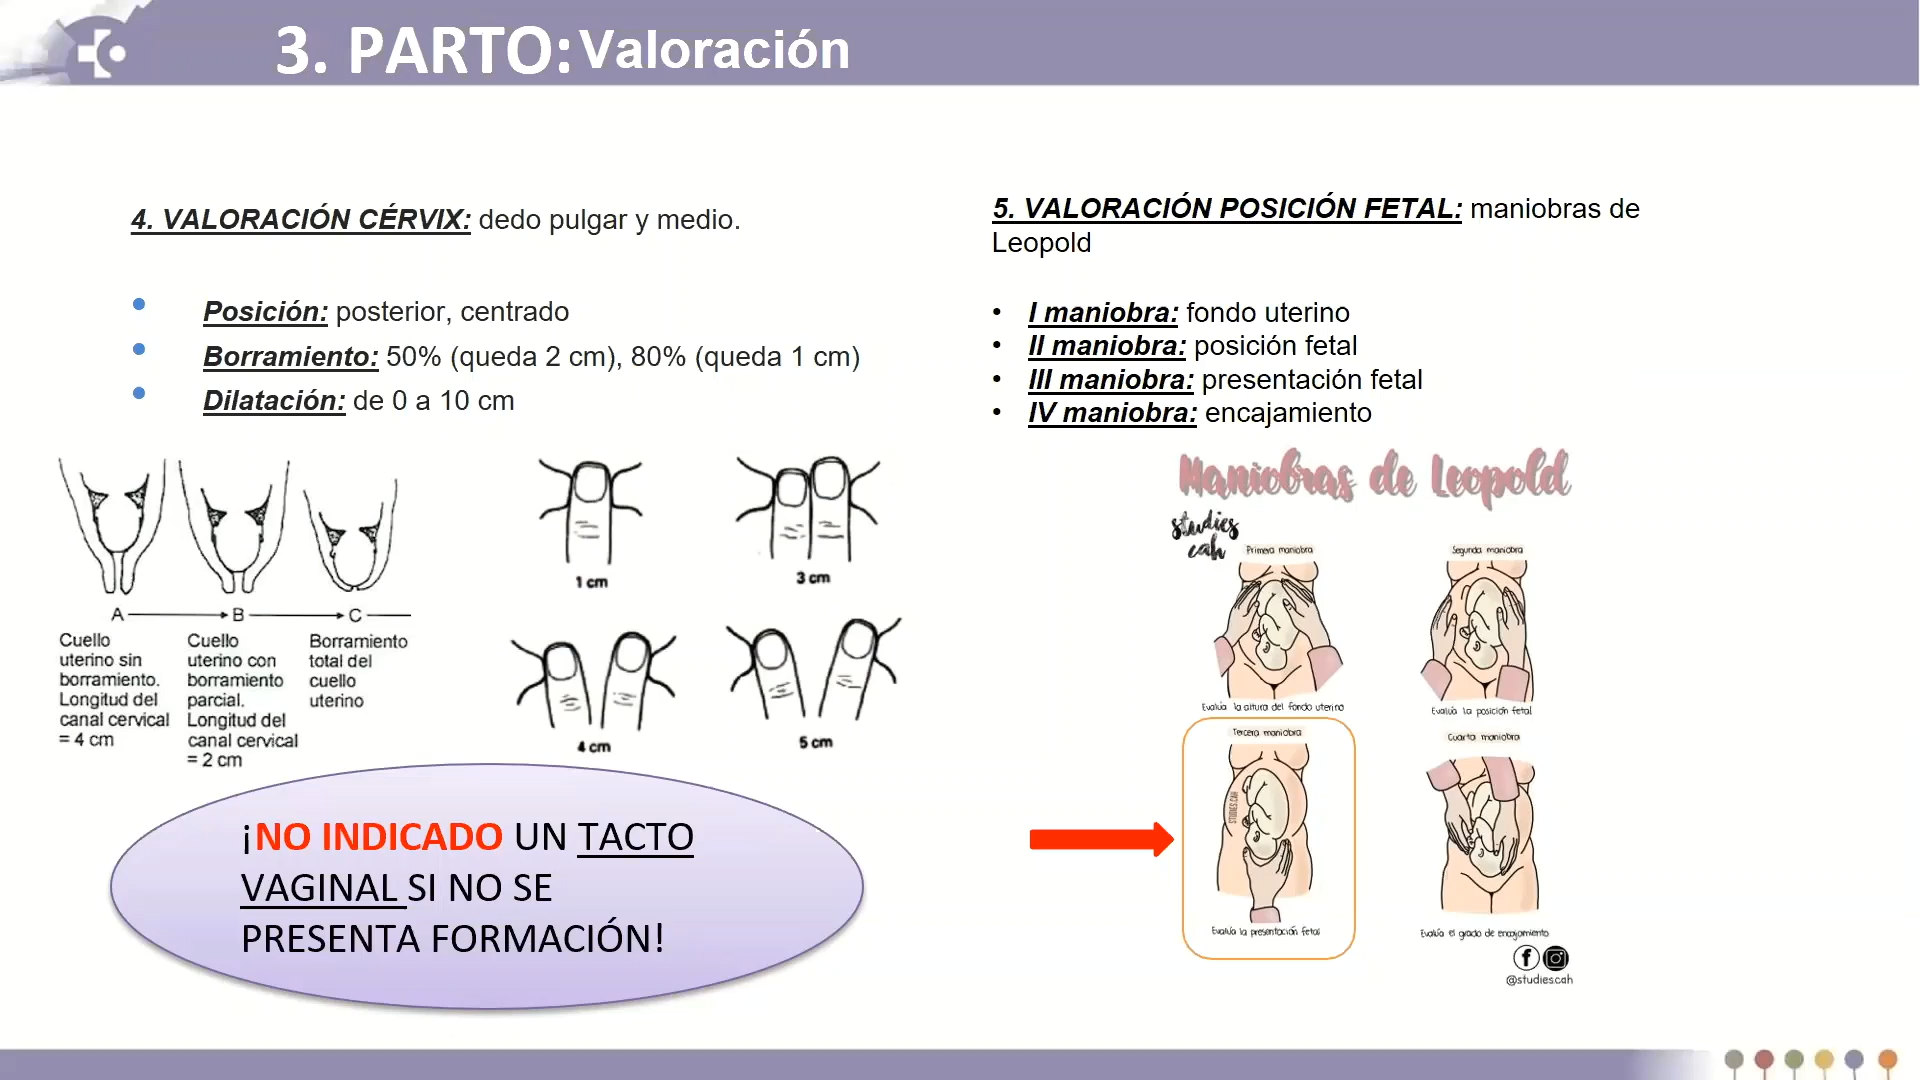 3. PARTO: Valoración
4. VALORACIÓN CÉRVIX: dedo pulgar y medio.
• Posición: posterior, centrado
• Borramiento: 50% (queda 2 cm), 80% (queda 1 cm)
• Dilatación: de 0 a 10 cm
A B C
Cuello
uterino sin
borramiento.
Longitud del
canal cervical
= 4 cm
Cuello
uterino con
borramiento
parcial.
Longitud del
canal cervical
= 2 cm
Borramiento
total del
cuello
uterino
1 cm
3 cm
4 cm
5 cm
¡NO INDICADO UN TACTO
VAGINAL SI NO SE
PRESENTA FORMACIÓN!
5. VALORACIÓN POSICIÓN FETAL: maniobras de
Leopold
• I maniobra: fondo uterino
• II maniobra: posición fetal
• III maniobra: presentación fetal
• IV maniobra: encajamiento
Maniobras de Leopold
studies
cah
Primera maniobra
Evalúa la altura del fondo uterino
Segunda maniobra
Evalúa la posición fetal
Tercera maniobra
STUDIES.CAH
Evalúa la presentación fetal
Cuarta maniobra
Evalúa el grado de encajamiento
@studiescah